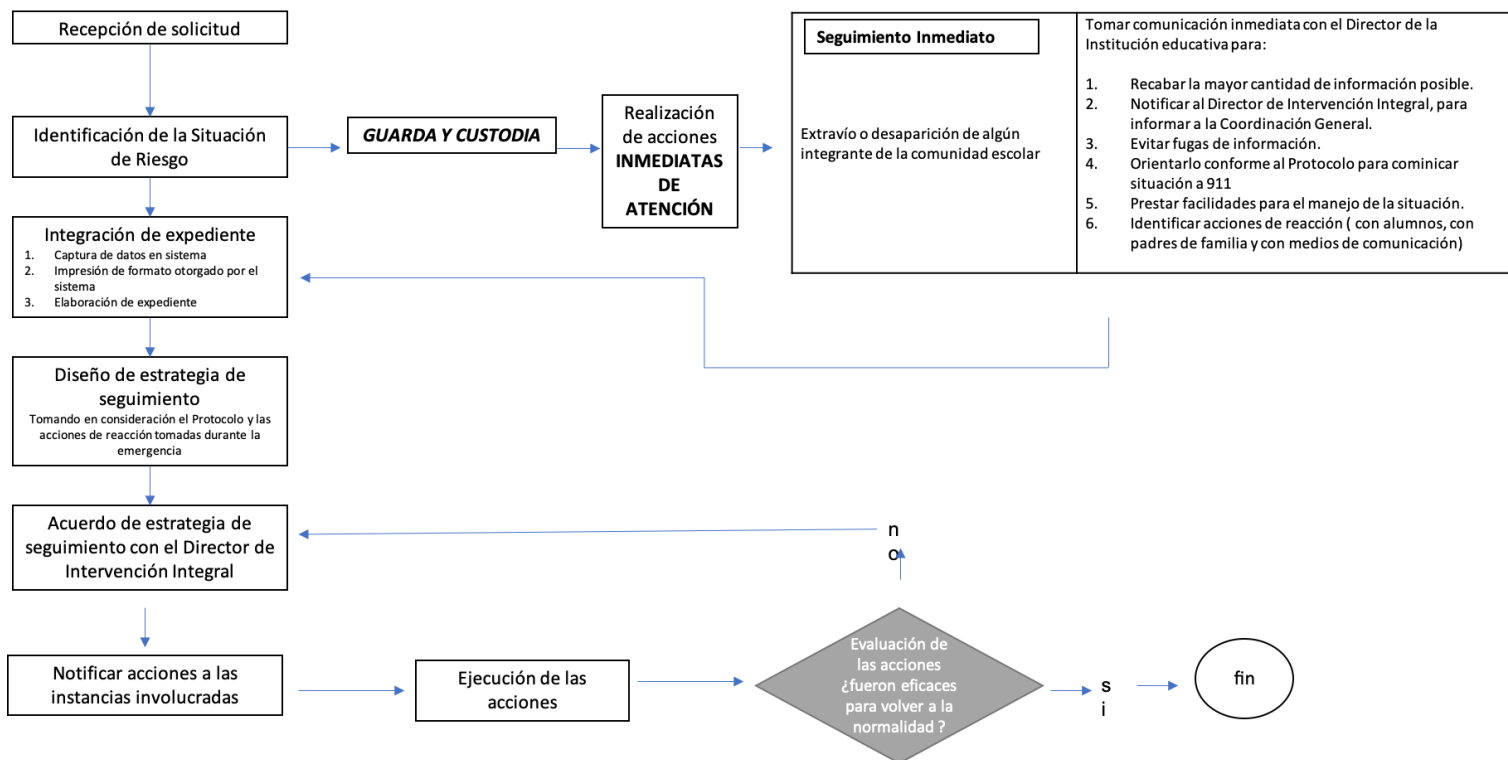 Recepción de solicitud
Identificación de la Situación
de Riesgo
GUARDA Y CUSTODIA
Realización
de acciones
INMEDIATAS
DE
ATENCIÓN
Seguimiento Inmediato
Extravío o desaparición de algún
integrante de la comunidad escolar
Tomar comunicación inmediata con el Director de la
Institución educativa para:
1. Recabar la mayor cantidad de información posible.
2. Notificar al Director de Intervención Integral, para
informar a la Coordinación General.
3. Evitar fugas de información.
4. Orientarlo conforme al Protocolo para cominicar
situación a 911
5. Prestar facilidades para el manejo de la situación.
6. Identificar acciones de reacción ( con alumnos, con
padres de familia y con medios de comunicación)
Integración de expediente
1. Captura de datos en sistema
2. Impresión de formato otorgado por el
sistema
3. Elaboración de expediente
Diseño de estrategia de
seguimiento
Tomando en consideración el Protocolo y las
acciones de reacción tomadas durante la
emergencia
Acuerdo de estrategia de
seguimiento con el Director de
Intervención Integral
n
o
Notificar acciones a las
instancias involucradas
Ejecución de las
acciones
Evaluación de
las acciones
¿fueron eficaces
para volver a la
normalidad ?
s
i
fin